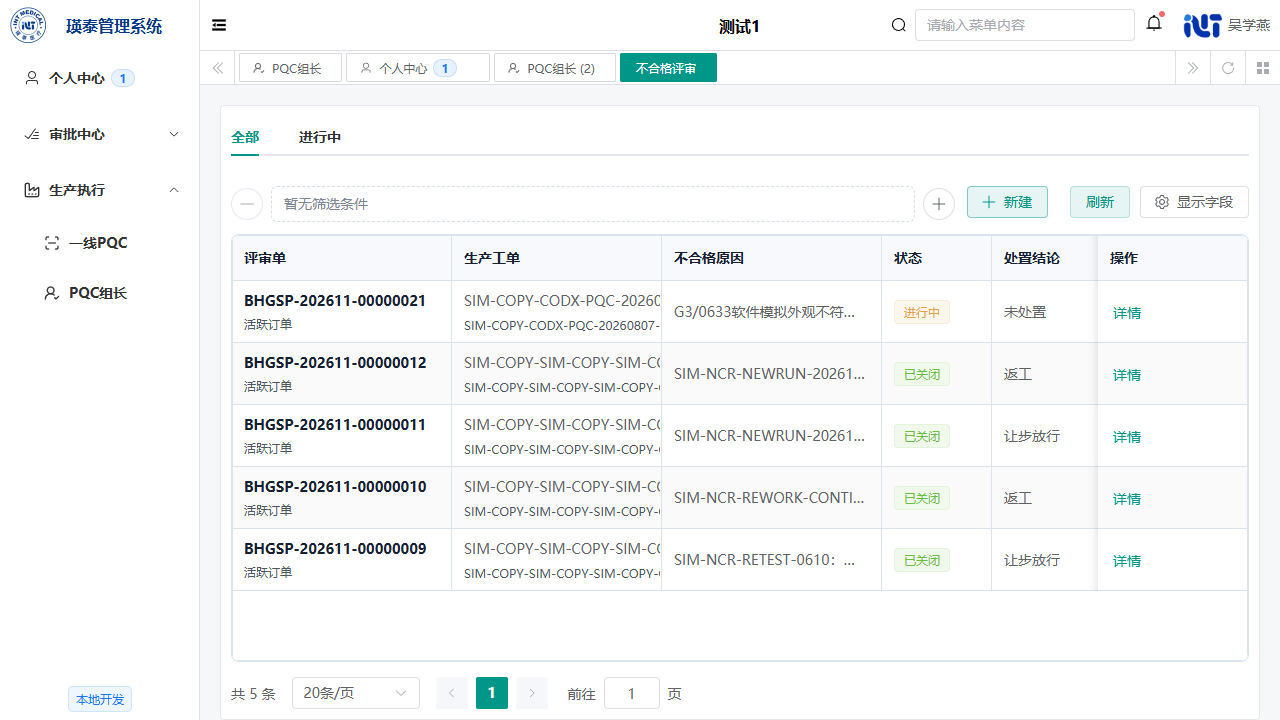 瑛泰管理系统
测试1
请输入菜单内容
吴学燕
个人中心 1
审批中心
生产执行
一线PQC
PQC组长
本地开发
PQC组长
个人中心 1
PQC组长 (2)
不合格评审
全部 进行中
暂无筛选条件
新建
刷新
显示字段
评审单 生产工单 不合格原因 状态 处置结论 操作
BHGSP-202611-00000021
活跃订单
SIM-COPY-CODX-PQC-20260
SIM-COPY-CODX-PQC-20260807-
G3/0633软件模拟外观不符...
进行中
未处置
详情
BHGSP-202611-00000012
活跃订单
SIM-COPY-SIM-COPY-SIM-CO
SIM-COPY-SIM-COPY-SIM-COPY-
SIM-NCR-NEWRUN-20261...
已关闭
返工
详情
BHGSP-202611-00000011
活跃订单
SIM-COPY-SIM-COPY-SIM-CO
SIM-COPY-SIM-COPY-SIM-COPY-
SIM-NCR-NEWRUN-20261...
已关闭
让步放行
详情
BHGSP-202611-00000010
活跃订单
SIM-COPY-SIM-COPY-SIM-CO
SIM-COPY-SIM-COPY-SIM-COPY-
SIM-NCR-REWORK-CONTI...
已关闭
返工
详情
BHGSP-202611-00000009
活跃订单
SIM-COPY-SIM-COPY-SIM-CO
SIM-COPY-SIM-COPY-SIM-COPY-
SIM-NCR-RETEST-0610：...
已关闭
让步放行
详情
共 5 条
20条/页
1
前往 1 页